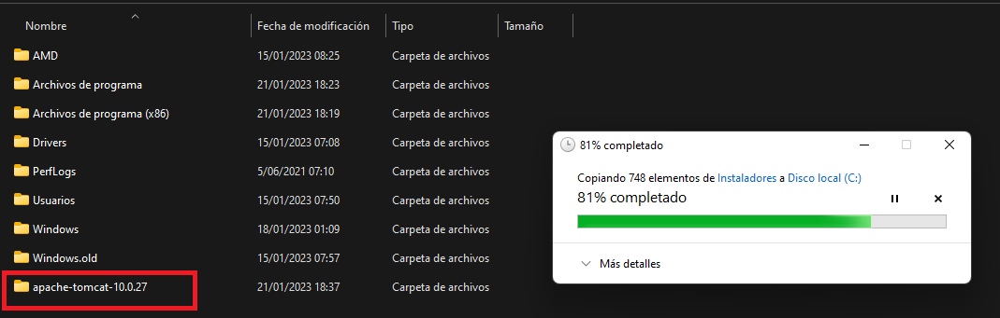 Nombre Fecha de modificación Tipo Tamaño
AMD 15/01/2023 08:25 Carpeta de archivos
Archivos de programa 21/01/2023 18:23 Carpeta de archivos
Archivos de programa (x86) 21/01/2023 18:19 Carpeta de archivos
Drivers 15/01/2023 07:08 Carpeta de archivos
PerfLogs 5/06/2021 07:10 Carpeta de archivos
Usuarios 15/01/2023 07:50 Carpeta de archivos
Windows 18/01/2023 01:09 Carpeta de archivos
Windows.old 15/01/2023 07:57 Carpeta de archivos
apache-tomcat-10.0.27 21/01/2023 18:37 Carpeta de archivos
81% completado
Copiando 748 elementos de Instaladores a Disco local (C:)
81% completado
Más detalles